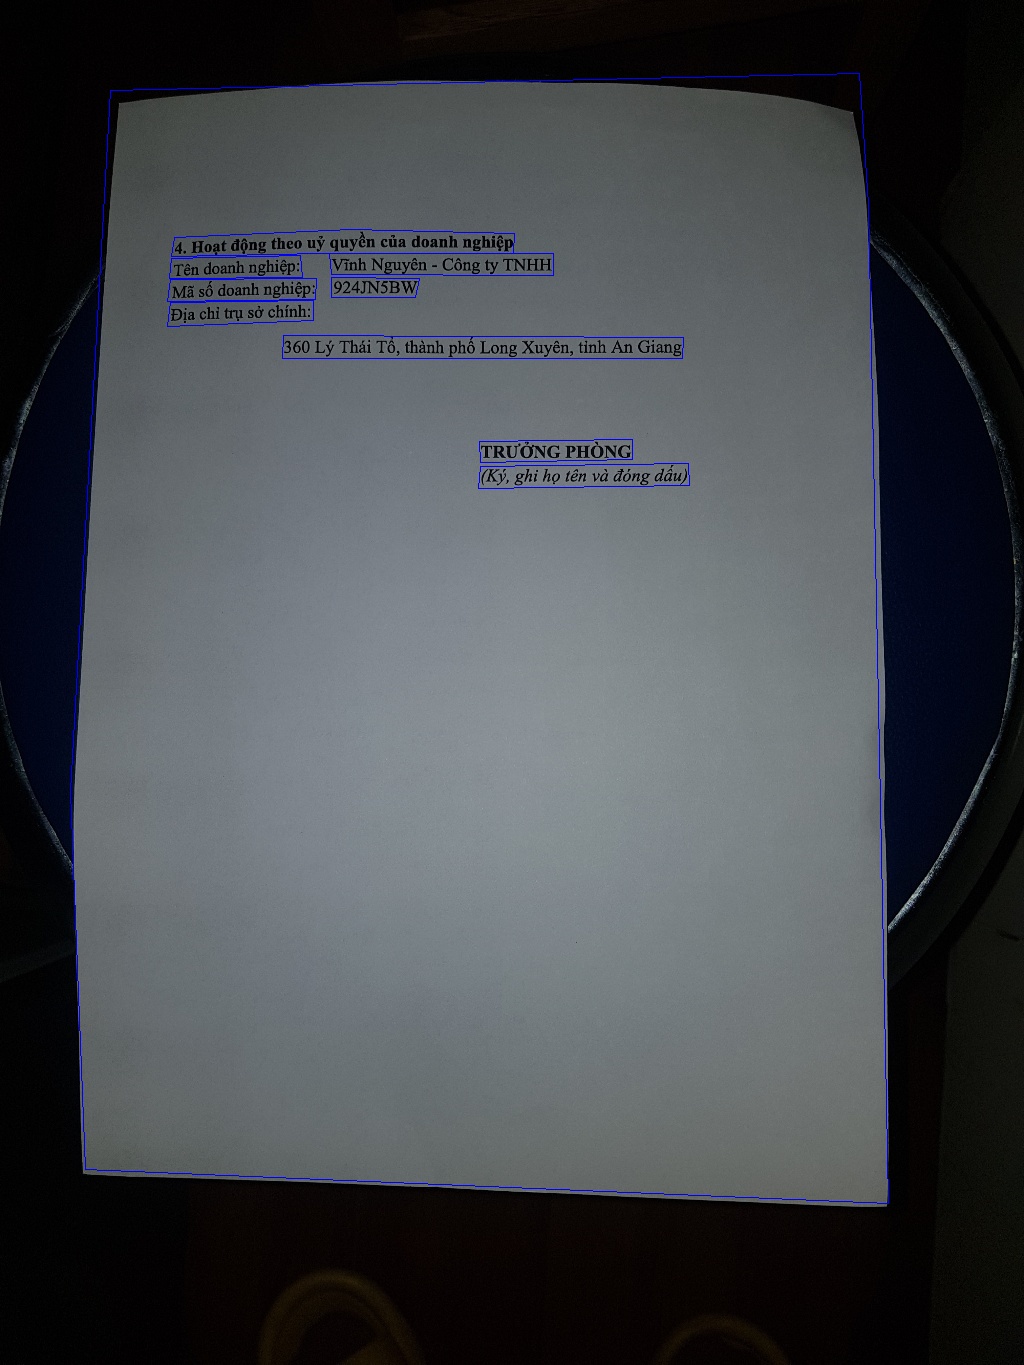 4. Hoạt động theo uỷ quyền của doanh nghiệp
Tên doanh nghiệp: Vĩnh Nguyên - Công ty TNHH
Mã số doanh nghiệp: 924JN5BW
Địa chỉ trụ sở chính:
360 Lý Thái Tổ, thành phố Long Xuyên, tỉnh An Giang
TRƯỞNG PHÒNG
(Ký, ghi họ tên và đóng dấu)